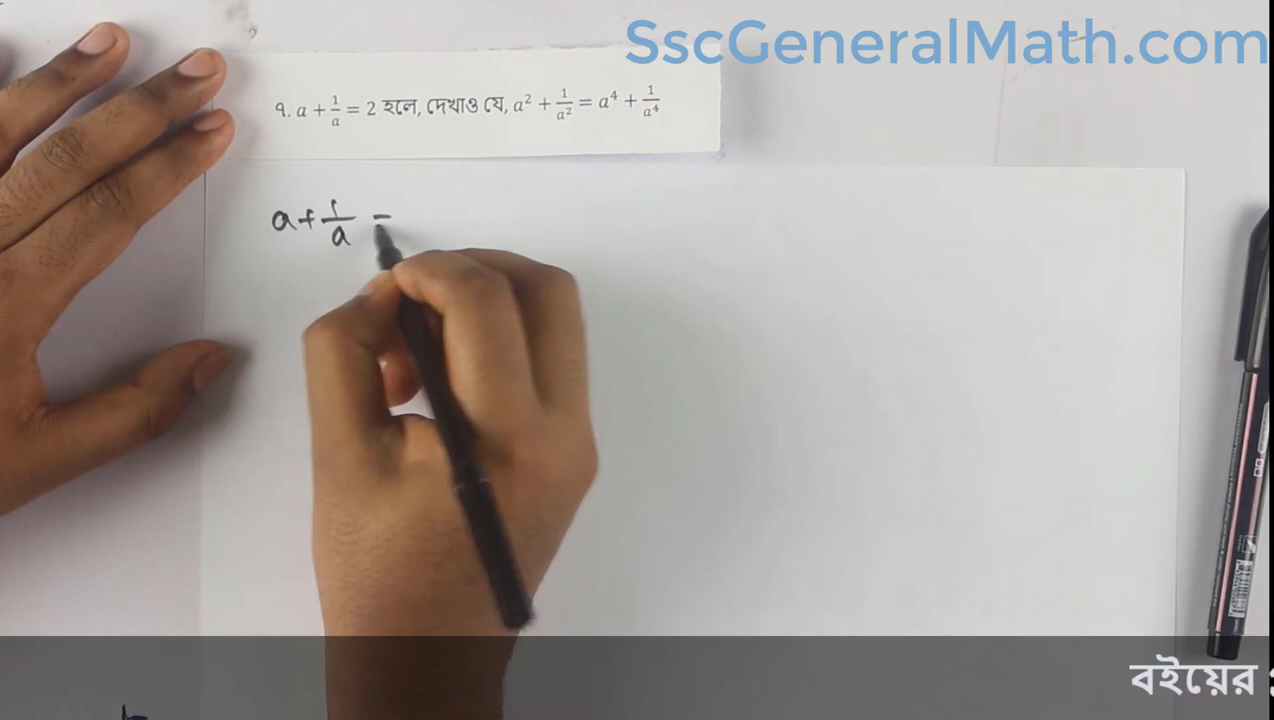 SscGeneralMath.com
৭. a + 1/a = 2 হলে, দেখাও যে, a² + 1/a² = a⁴ + 1/a⁴
a + 1/a =
বইয়ের